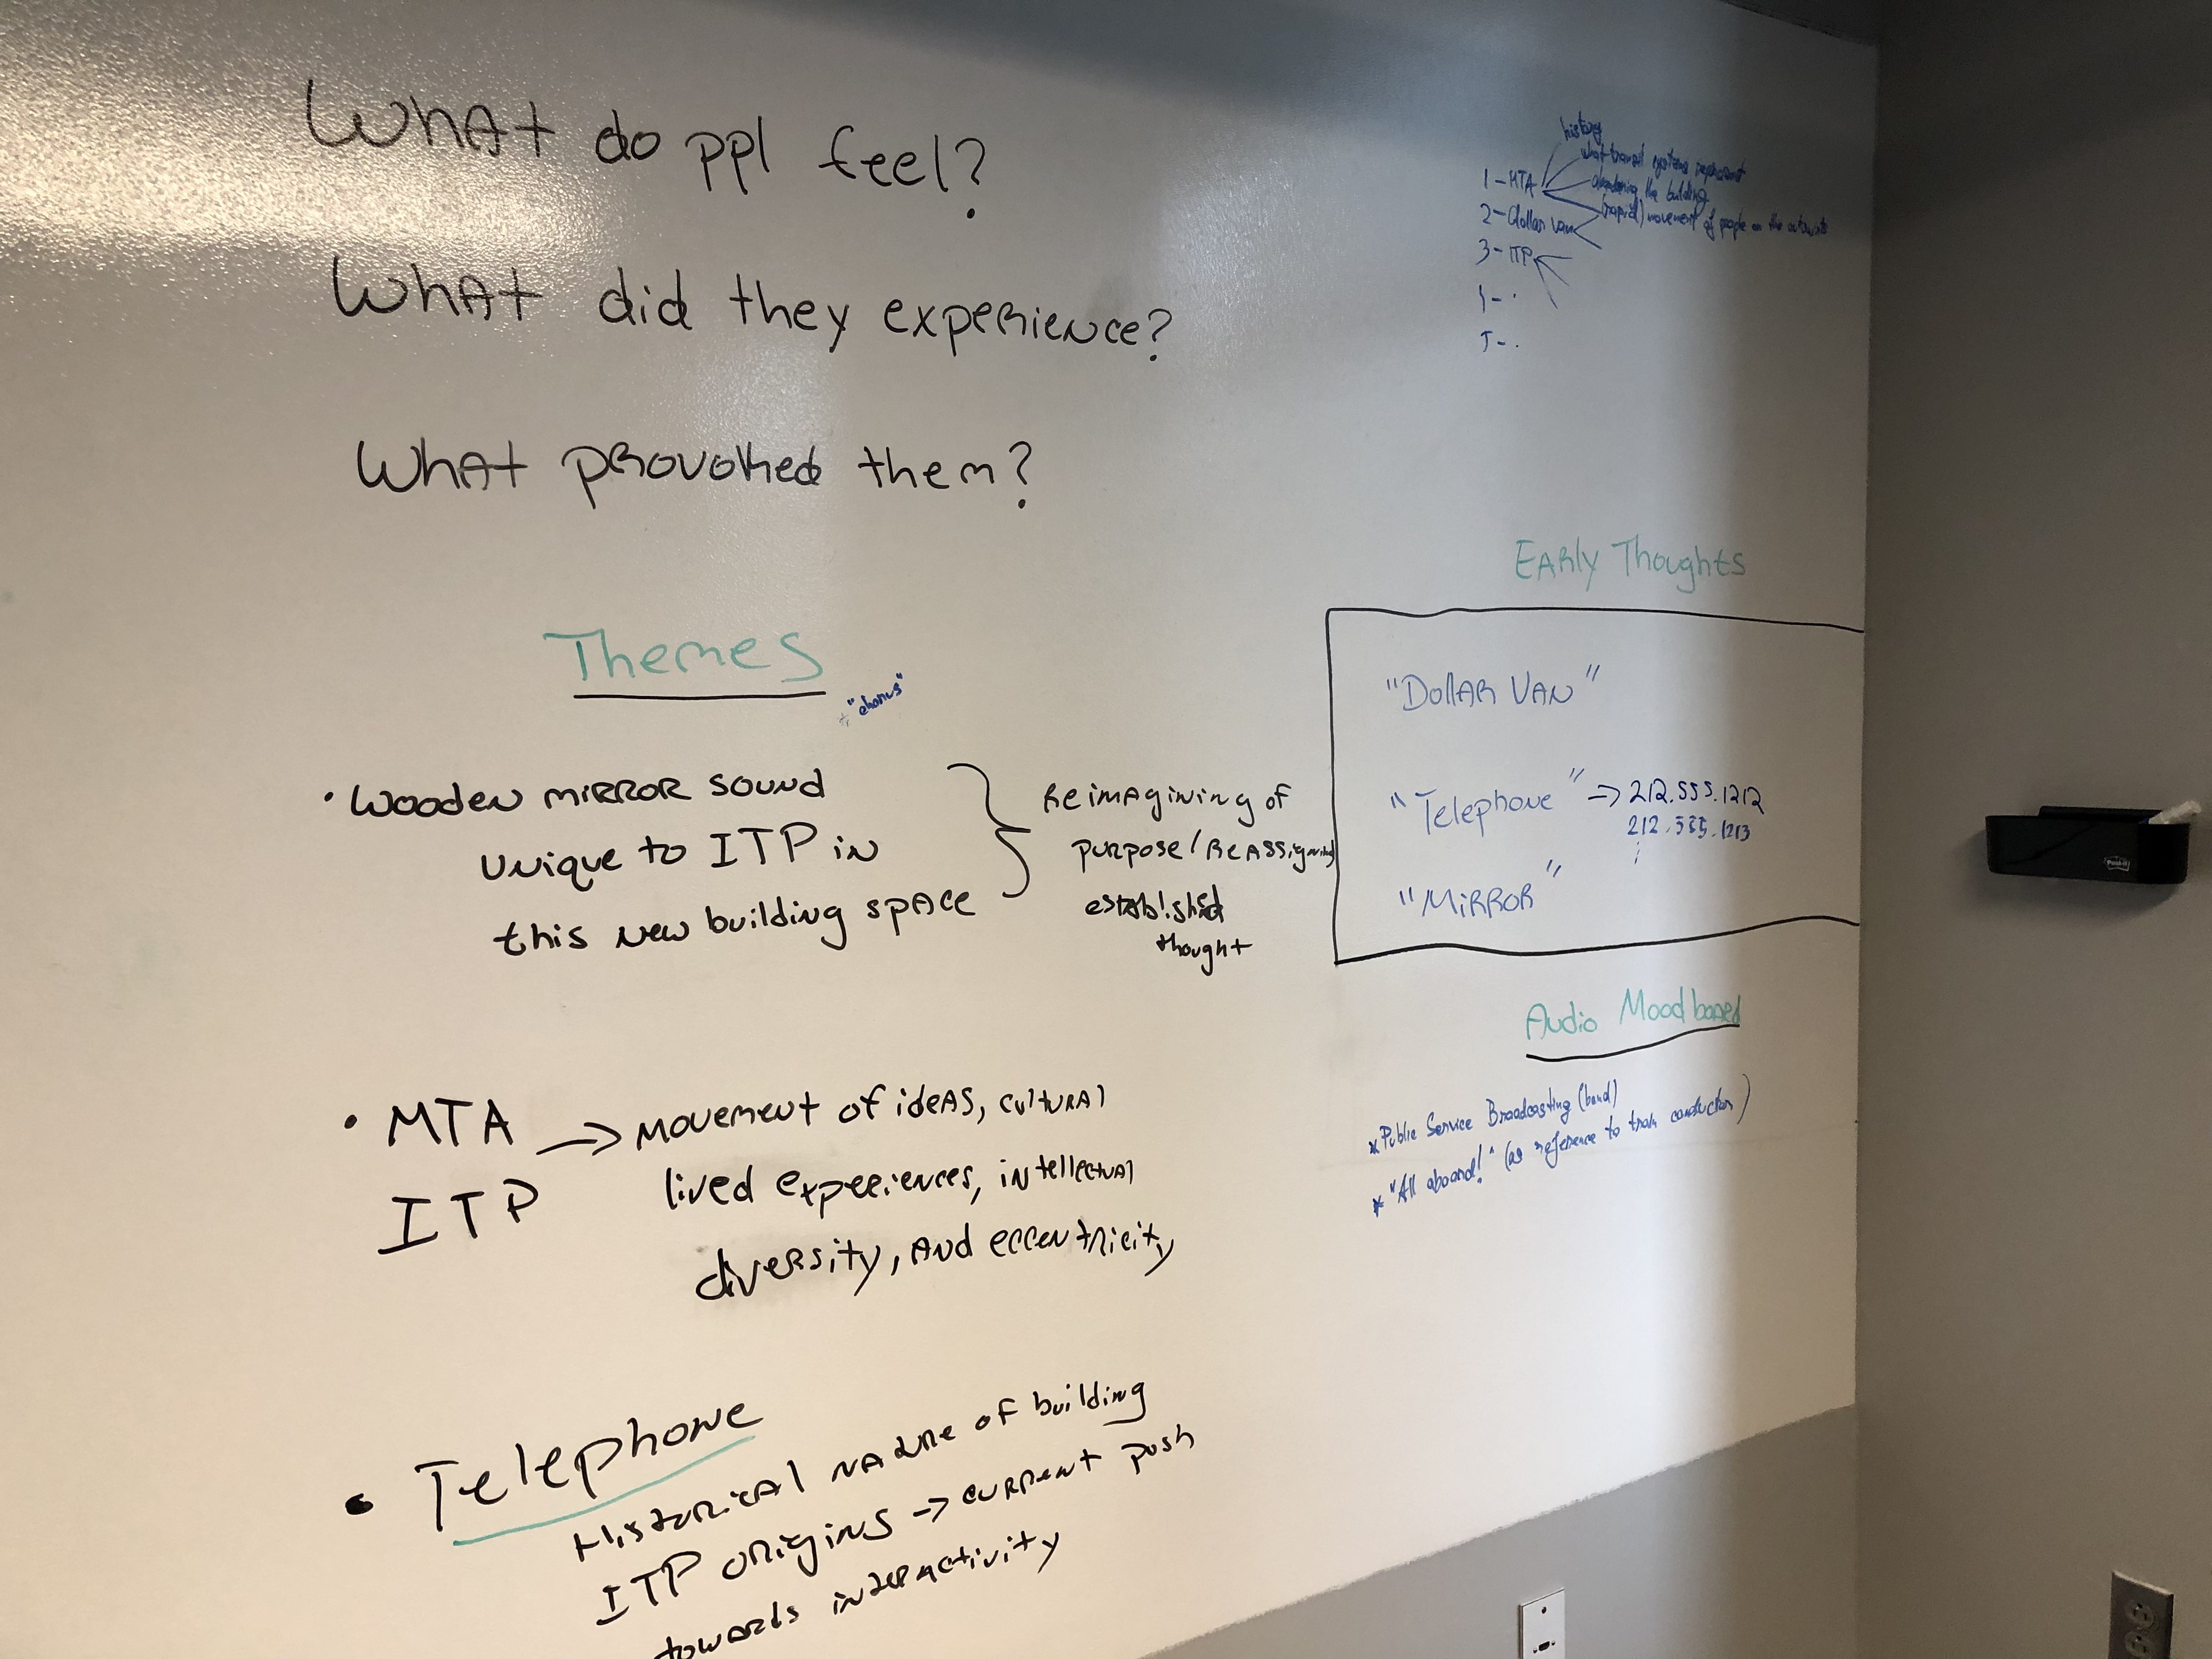 What do ppl feel?
What did they experience?
What provoked them?
history
what transit systems represent
1 - MTA
abandoning the building
2 - dollar van
(rapid) movement of people on the outskirts
3 - ITP
Themes
"chorus"
• Wooden mirror sound
unique to ITP in
this new building space
Reimagining of
purpose / Reassigning
established
thought
• MTA → movement of ideas, cultural
ITP
lived experiences, intellectual
diversity, and eccentricity
• Telephone
Historical nature of building
ITP origins → current push
towards interactivity
Early Thoughts
"Dollar Van"
"Telephone" → 212.555.1212
212.555.1213
"Mirror"
Audio Moodboard
* Public Service Broadcasting (band)
* "All aboard!" (as reference to train conductor)
Post-it